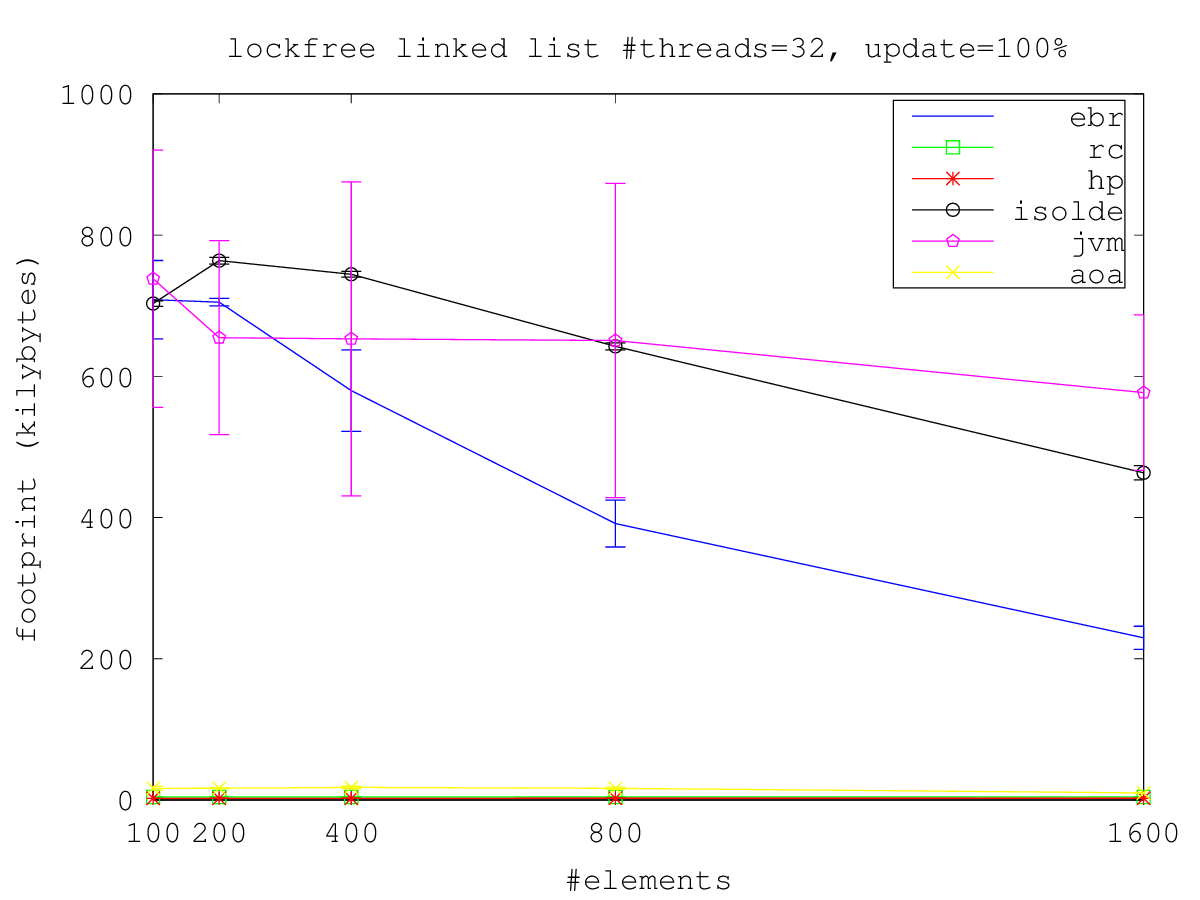 lockfree linked list #threads=32, update=100%
1000
800
600
400
200
0
footprint (kilybytes)
ebr
rc
hp
isolde
jvm
aoa
100 200 400 800 1600
#elements